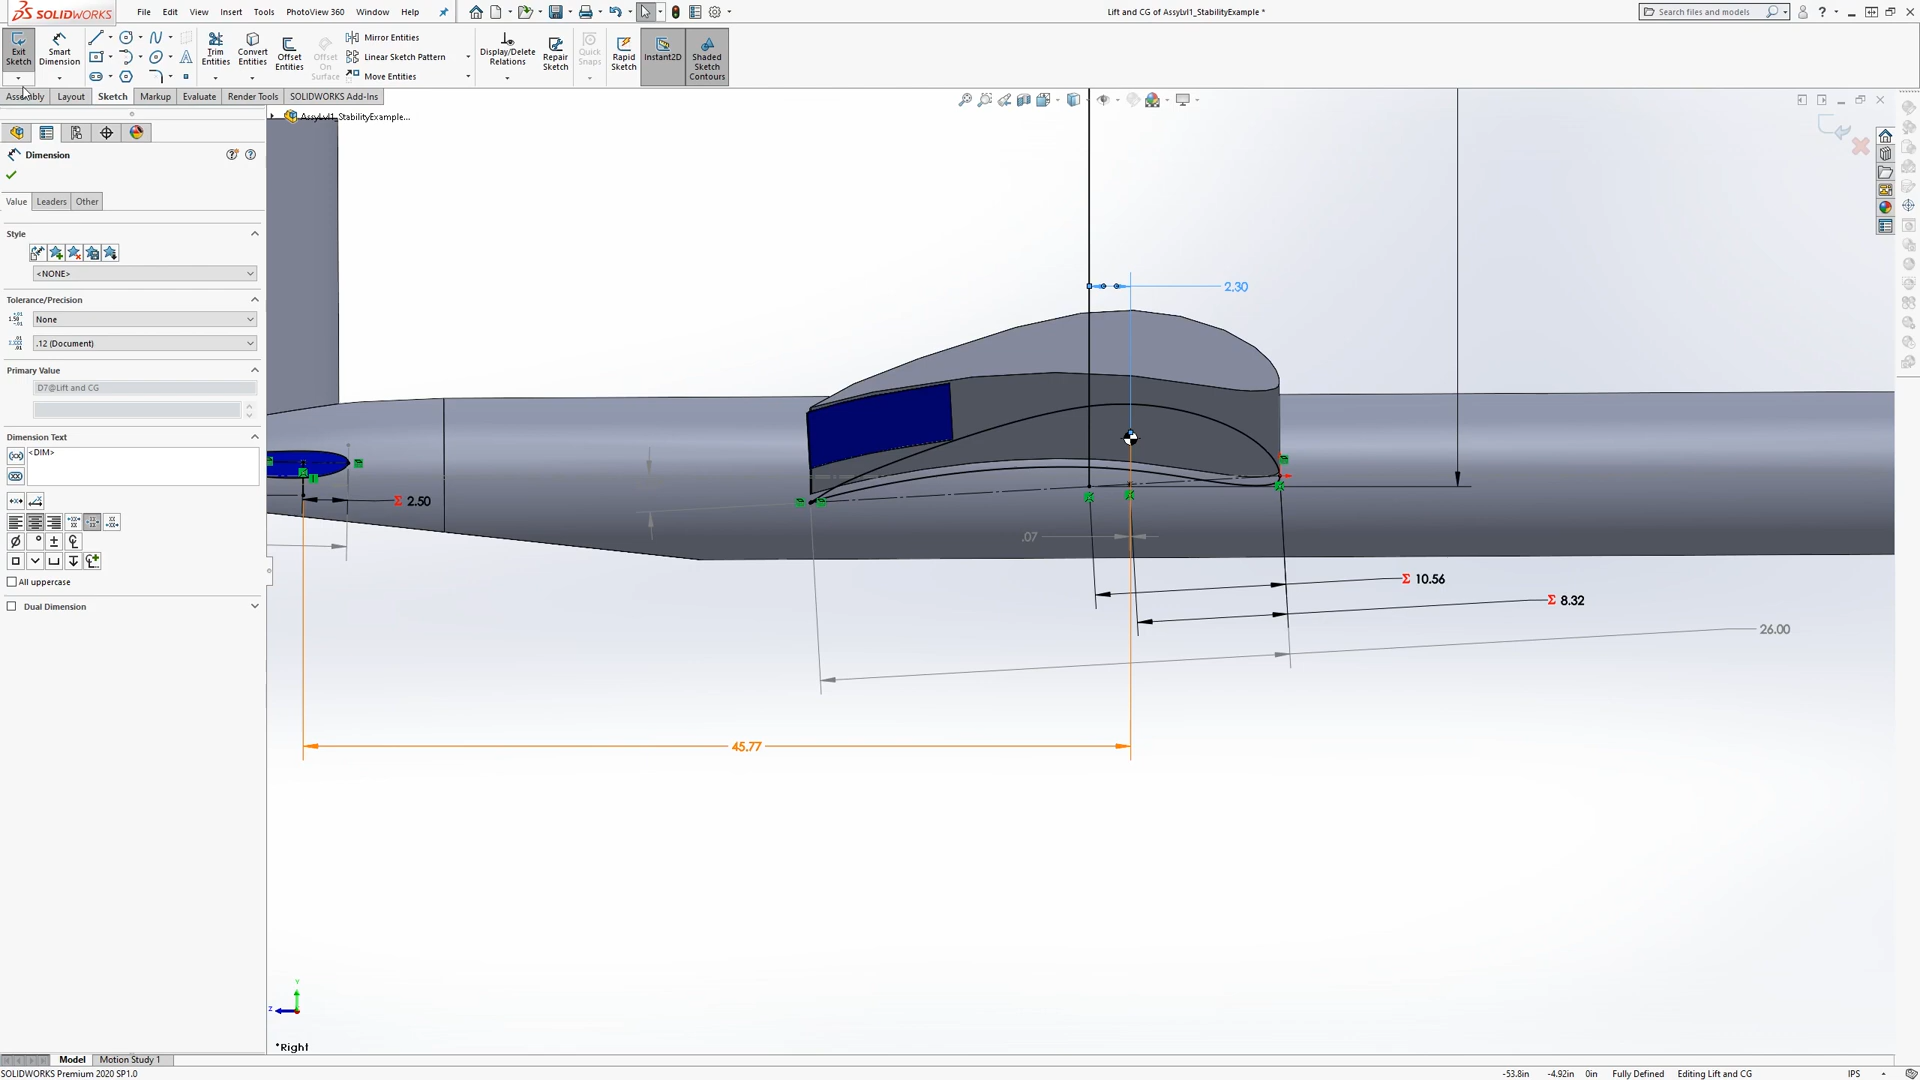 SOLIDWORKS
File Edit View Insert Tools PhotoView 360 Window Help
Lift and CG of AssyLvl1_StabilityExample *
Search files and models
Exit Sketch
Smart Dimension
Trim Entities
Convert Entities
Offset Entities
Offset On Surface
Mirror Entities
Linear Sketch Pattern
Move Entities
Display/Delete Relations
Repair Sketch
Quick Snaps
Rapid Sketch
Instant2D
Shaded Sketch Contours
Assembly Layout Sketch Markup Evaluate Render Tools SOLIDWORKS Add-Ins
AssyLvl1_StabilityExample...
Dimension
Value Leaders Other
Style
<NONE>
Tolerance/Precision
None
.12 (Document)
Primary Value
D7@Lift and CG
Dimension Text
<DIM>
All uppercase
Dual Dimension
2.30
Σ 2.50
.07
Σ 10.56
Σ 8.32
26.00
45.77
Y
Z
*Right
Model Motion Study 1
SOLIDWORKS Premium 2020 SP1.0
-53.8in -4.92in 0in Fully Defined Editing Lift and CG IPS